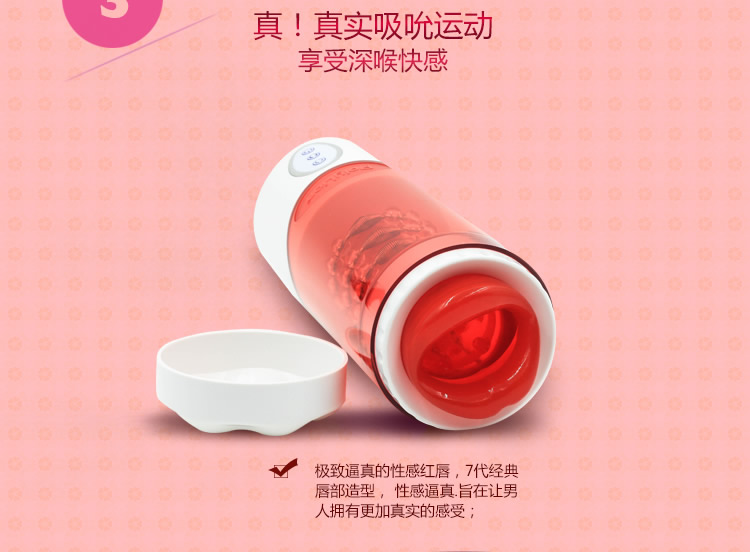 3
真！真实吸吮运动
享受深喉快感
极致逼真的性感红唇，7代经典
唇部造型， 性感逼真.旨在让男
人拥有更加真实的感受；